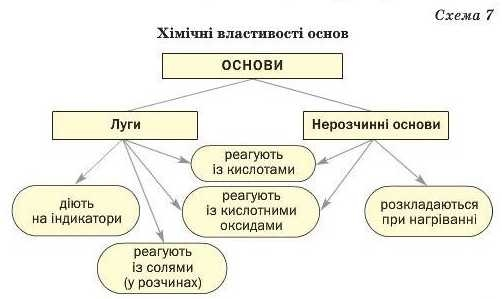 Схема 7
Хімічні властивості основ
ОСНОВИ
Луги
Нерозчинні основи
реагують
із кислотами
діють
на індикатори
реагують
із кислотними
оксидами
розкладаються
при нагріванні
реагують
із солями
(у розчинах)